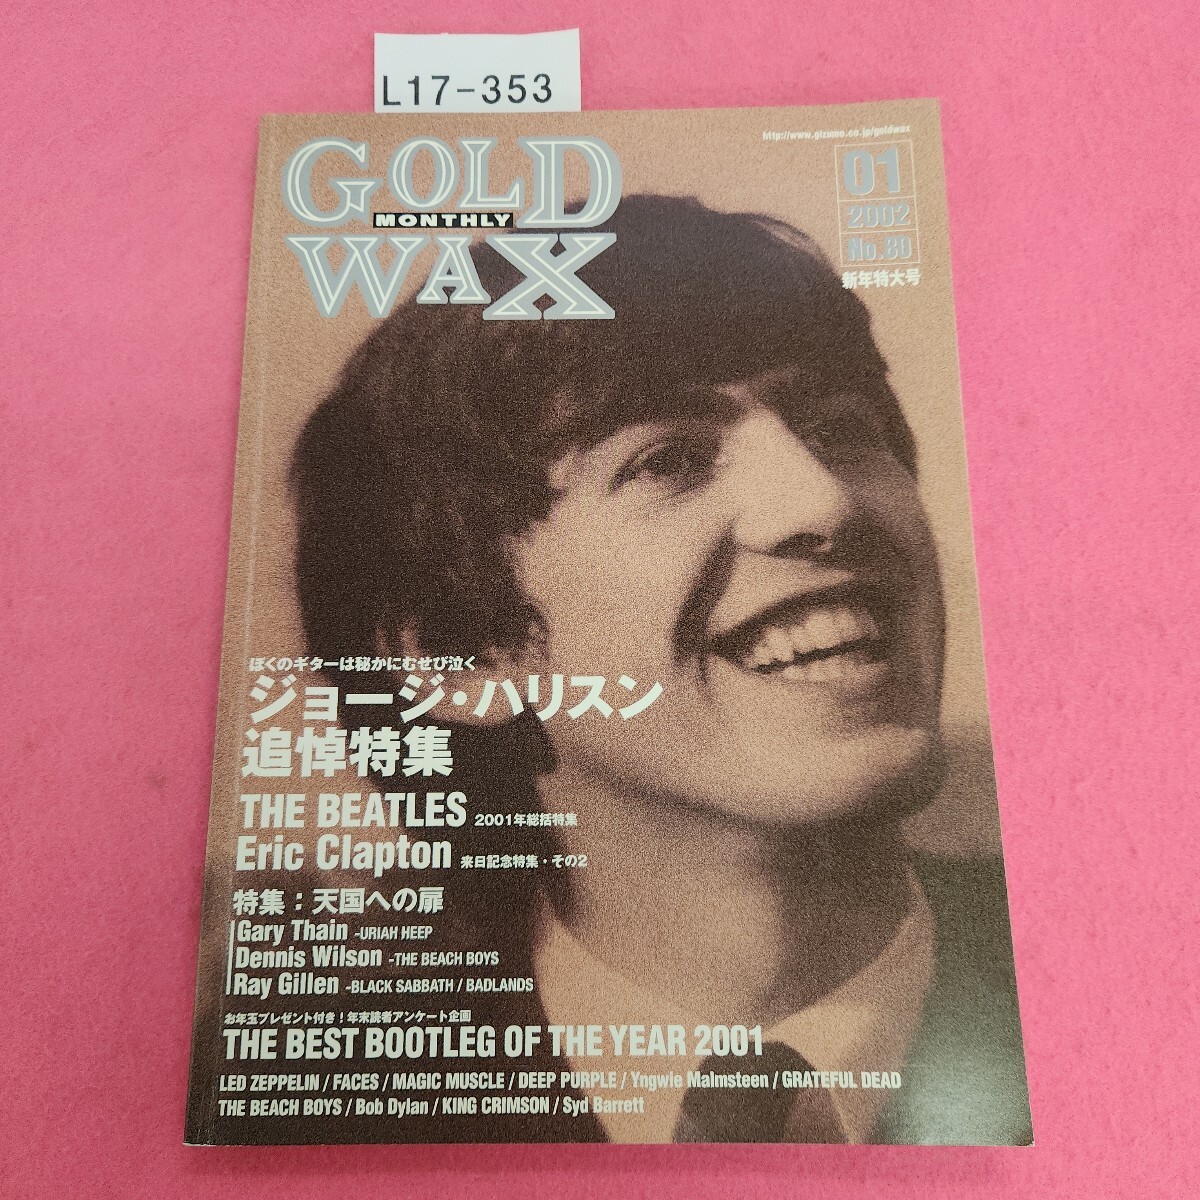 L17-353
http://www.gizumo.co.jp/goldwax
GOLD
MONTHLY
WAX
01
2002
No.80
新年特大号
ぼくのギターは秘かにむせび泣く
ジョージ・ハリスン
追悼特集
THE BEATLES 2001年総括特集
Eric Clapton 来日記念特集・その2
特集：天国への扉
Gary Thain -URIAH HEEP
Dennis Wilson -THE BEACH BOYS
Ray Gillen -BLACK SABBATH / BADLANDS
お年玉プレゼント付き！年末読者アンケート企画
THE BEST BOOTLEG OF THE YEAR 2001
LED ZEPPELIN / FACES / MAGIC MUSCLE / DEEP PURPLE / Yngwie Malmsteen / GRATEFUL DEAD
THE BEACH BOYS / Bob Dylan / KING CRIMSON / Syd Barrett